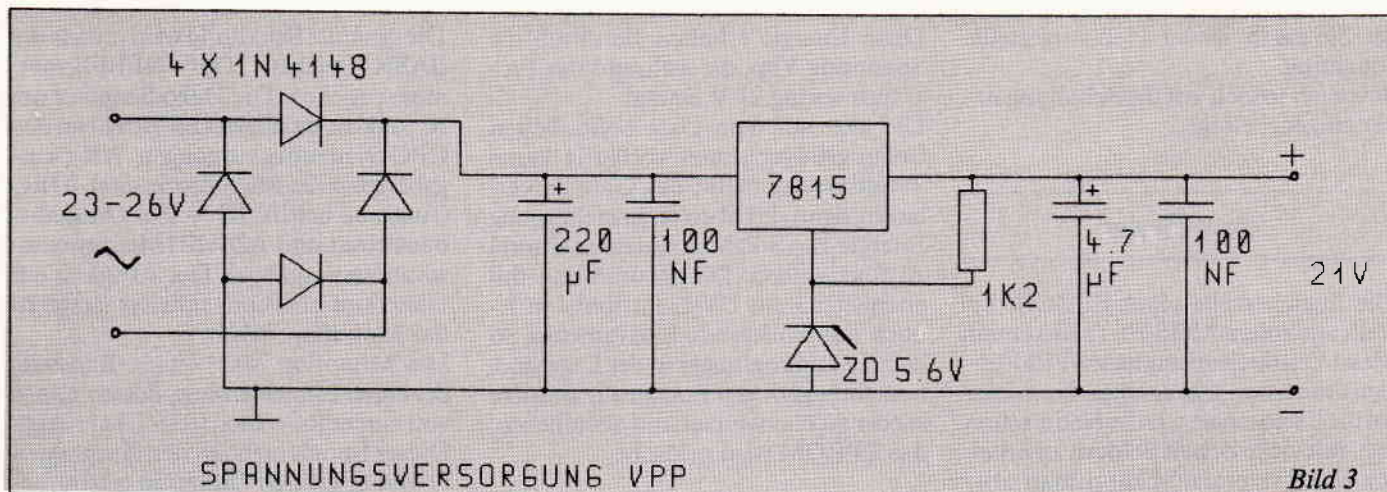 4 X 1N 4148
23-26V
~
+
220
µF
+
100
NF
7815
1K2
ZD 5.6V
+
4.7
µF
100
NF
+
21V
−
SPANNUNGSVERSORGUNG VPP
Bild 3